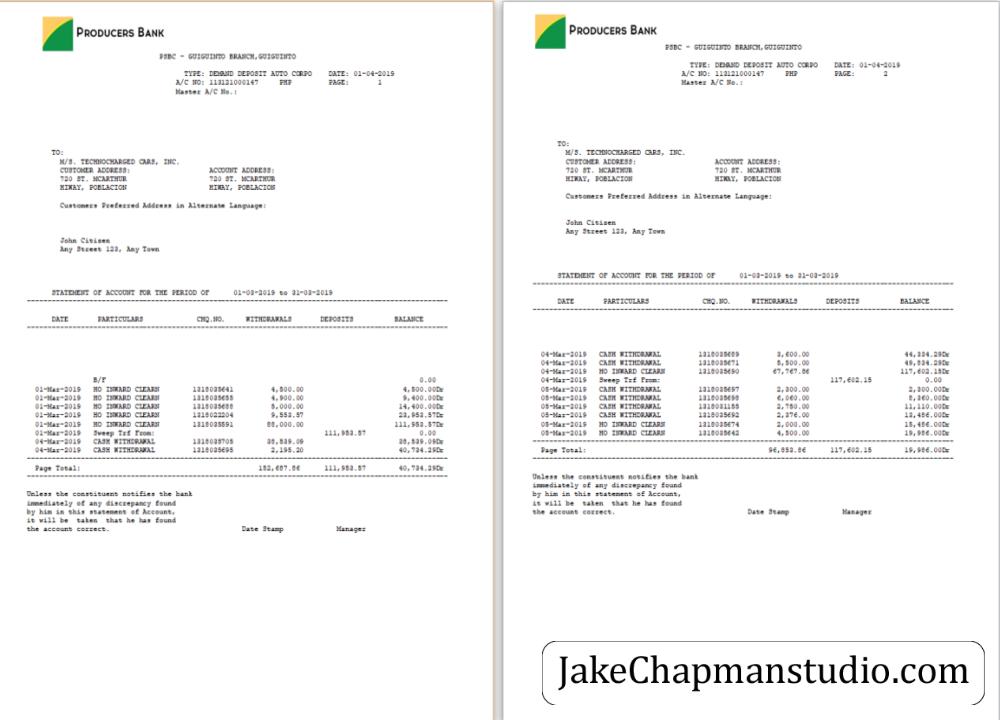 PRODUCERS BANK
PSBC - GUIGUINTO BRANCH,GUIGUINTO
TYPE: DEMAND DEPOSIT AUTO CORPO DATE: 01-04-2019
A/C NO: 113121000147 PHP PAGE: 1
Master A/C No.:
TO:
M/S. TECHNOCHARGED CARS, INC.
CUSTOMER ADDRESS: ACCOUNT ADDRESS:
720 ST. MCARTHUR 720 ST. MCARTHUR
HIWAY, POBLACION HIWAY, POBLACION
Customers Preferred Address in Alternate Language:
John Citizen
Any Street 123, Any Town
STATEMENT OF ACCOUNT FOR THE PERIOD OF 01-03-2019 to 31-03-2019
DATE PARTICULARS CHQ.NO. WITHDRAWALS DEPOSITS BALANCE
B/F 0.00
01-Mar-2019 HO INWARD CLEARN 1318035641 4,500.00 4,500.00Dr
01-Mar-2019 HO INWARD CLEARN 1318035655 4,900.00 9,400.00Dr
01-Mar-2019 HO INWARD CLEARN 1318035688 5,000.00 14,400.00Dr
01-Mar-2019 HO INWARD CLEARN 1318022204 9,553.57 23,953.57Dr
01-Mar-2019 HO INWARD CLEARN 1318035591 88,000.00 111,953.57Dr
01-Mar-2019 Sweep Trf From: 111,953.57 0.00
04-Mar-2019 CASH WITHDRAWAL 1318035705 38,539.09 38,539.09Dr
04-Mar-2019 CASH WITHDRAWAL 1318035695 2,195.20 40,734.29Dr
Page Total: 152,687.86 111,953.57 40,734.29Dr
Unless the constituent notifies the bank
immediately of any discrepancy found
by him in this statement of Account,
it will be taken that he has found
the account correct. Date Stamp Manager
PRODUCERS BANK
PSBC - GUIGUINTO BRANCH,GUIGUINTO
TYPE: DEMAND DEPOSIT AUTO CORPO DATE: 01-04-2019
A/C NO: 113121000147 PHP PAGE: 2
Master A/C No.:
TO:
M/S. TECHNOCHARGED CARS, INC.
CUSTOMER ADDRESS: ACCOUNT ADDRESS:
720 ST. MCARTHUR 720 ST. MCARTHUR
HIWAY, POBLACION HIWAY, POBLACION
Customers Preferred Address in Alternate Language:
John Citizen
Any Street 123, Any Town
STATEMENT OF ACCOUNT FOR THE PERIOD OF 01-03-2019 to 31-03-2019
DATE PARTICULARS CHQ.NO. WITHDRAWALS DEPOSITS BALANCE
04-Mar-2019 CASH WITHDRAWAL 1318035689 3,600.00 44,334.29Dr
04-Mar-2019 CASH WITHDRAWAL 1318035671 5,500.00 49,834.29Dr
04-Mar-2019 HO INWARD CLEARN 1318035690 67,767.86 117,602.15Dr
04-Mar-2019 Sweep Trf From: 117,602.15 0.00
05-Mar-2019 CASH WITHDRAWAL 1318035697 2,300.00 2,300.00Dr
05-Mar-2019 CASH WITHDRAWAL 1318035698 6,060.00 8,360.00Dr
05-Mar-2019 CASH WITHDRAWAL 1318031155 2,750.00 11,110.00Dr
05-Mar-2019 CASH WITHDRAWAL 1318035692 2,376.00 13,486.00Dr
05-Mar-2019 HO INWARD CLEARN 1318035674 2,000.00 15,486.00Dr
05-Mar-2019 HO INWARD CLEARN 1318035642 4,500.00 19,986.00Dr
Page Total: 96,853.86 117,602.15 19,986.00Dr
Unless the constituent notifies the bank
immediately of any discrepancy found
by him in this statement of Account,
it will be taken that he has found
the account correct. Date Stamp Manager
JakeChapmanstudio.com